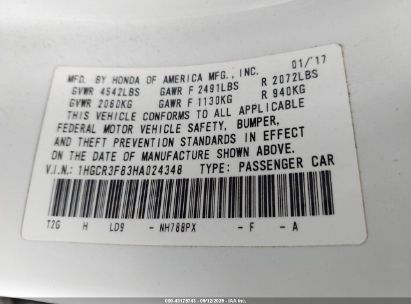 MFD. BY HONDA OF AMERICA MFG., INC. 01/'17
GVWR 4542LBS GAWR F 2491LBS R 2072LBS
GVWR 2060KG GAWR F 1130KG R 940KG
THIS VEHICLE CONFORMS TO ALL APPLICABLE
FEDERAL MOTOR VEHICLE SAFETY, BUMPER,
AND THEFT PREVENTION STANDARDS IN EFFECT
ON THE DATE OF MANUFACTURE SHOWN ABOVE.
V.I.N.: 1HGCR3F83HA024348 TYPE: PASSENGER CAR
T2G H LD9 - NH788PX - F - A